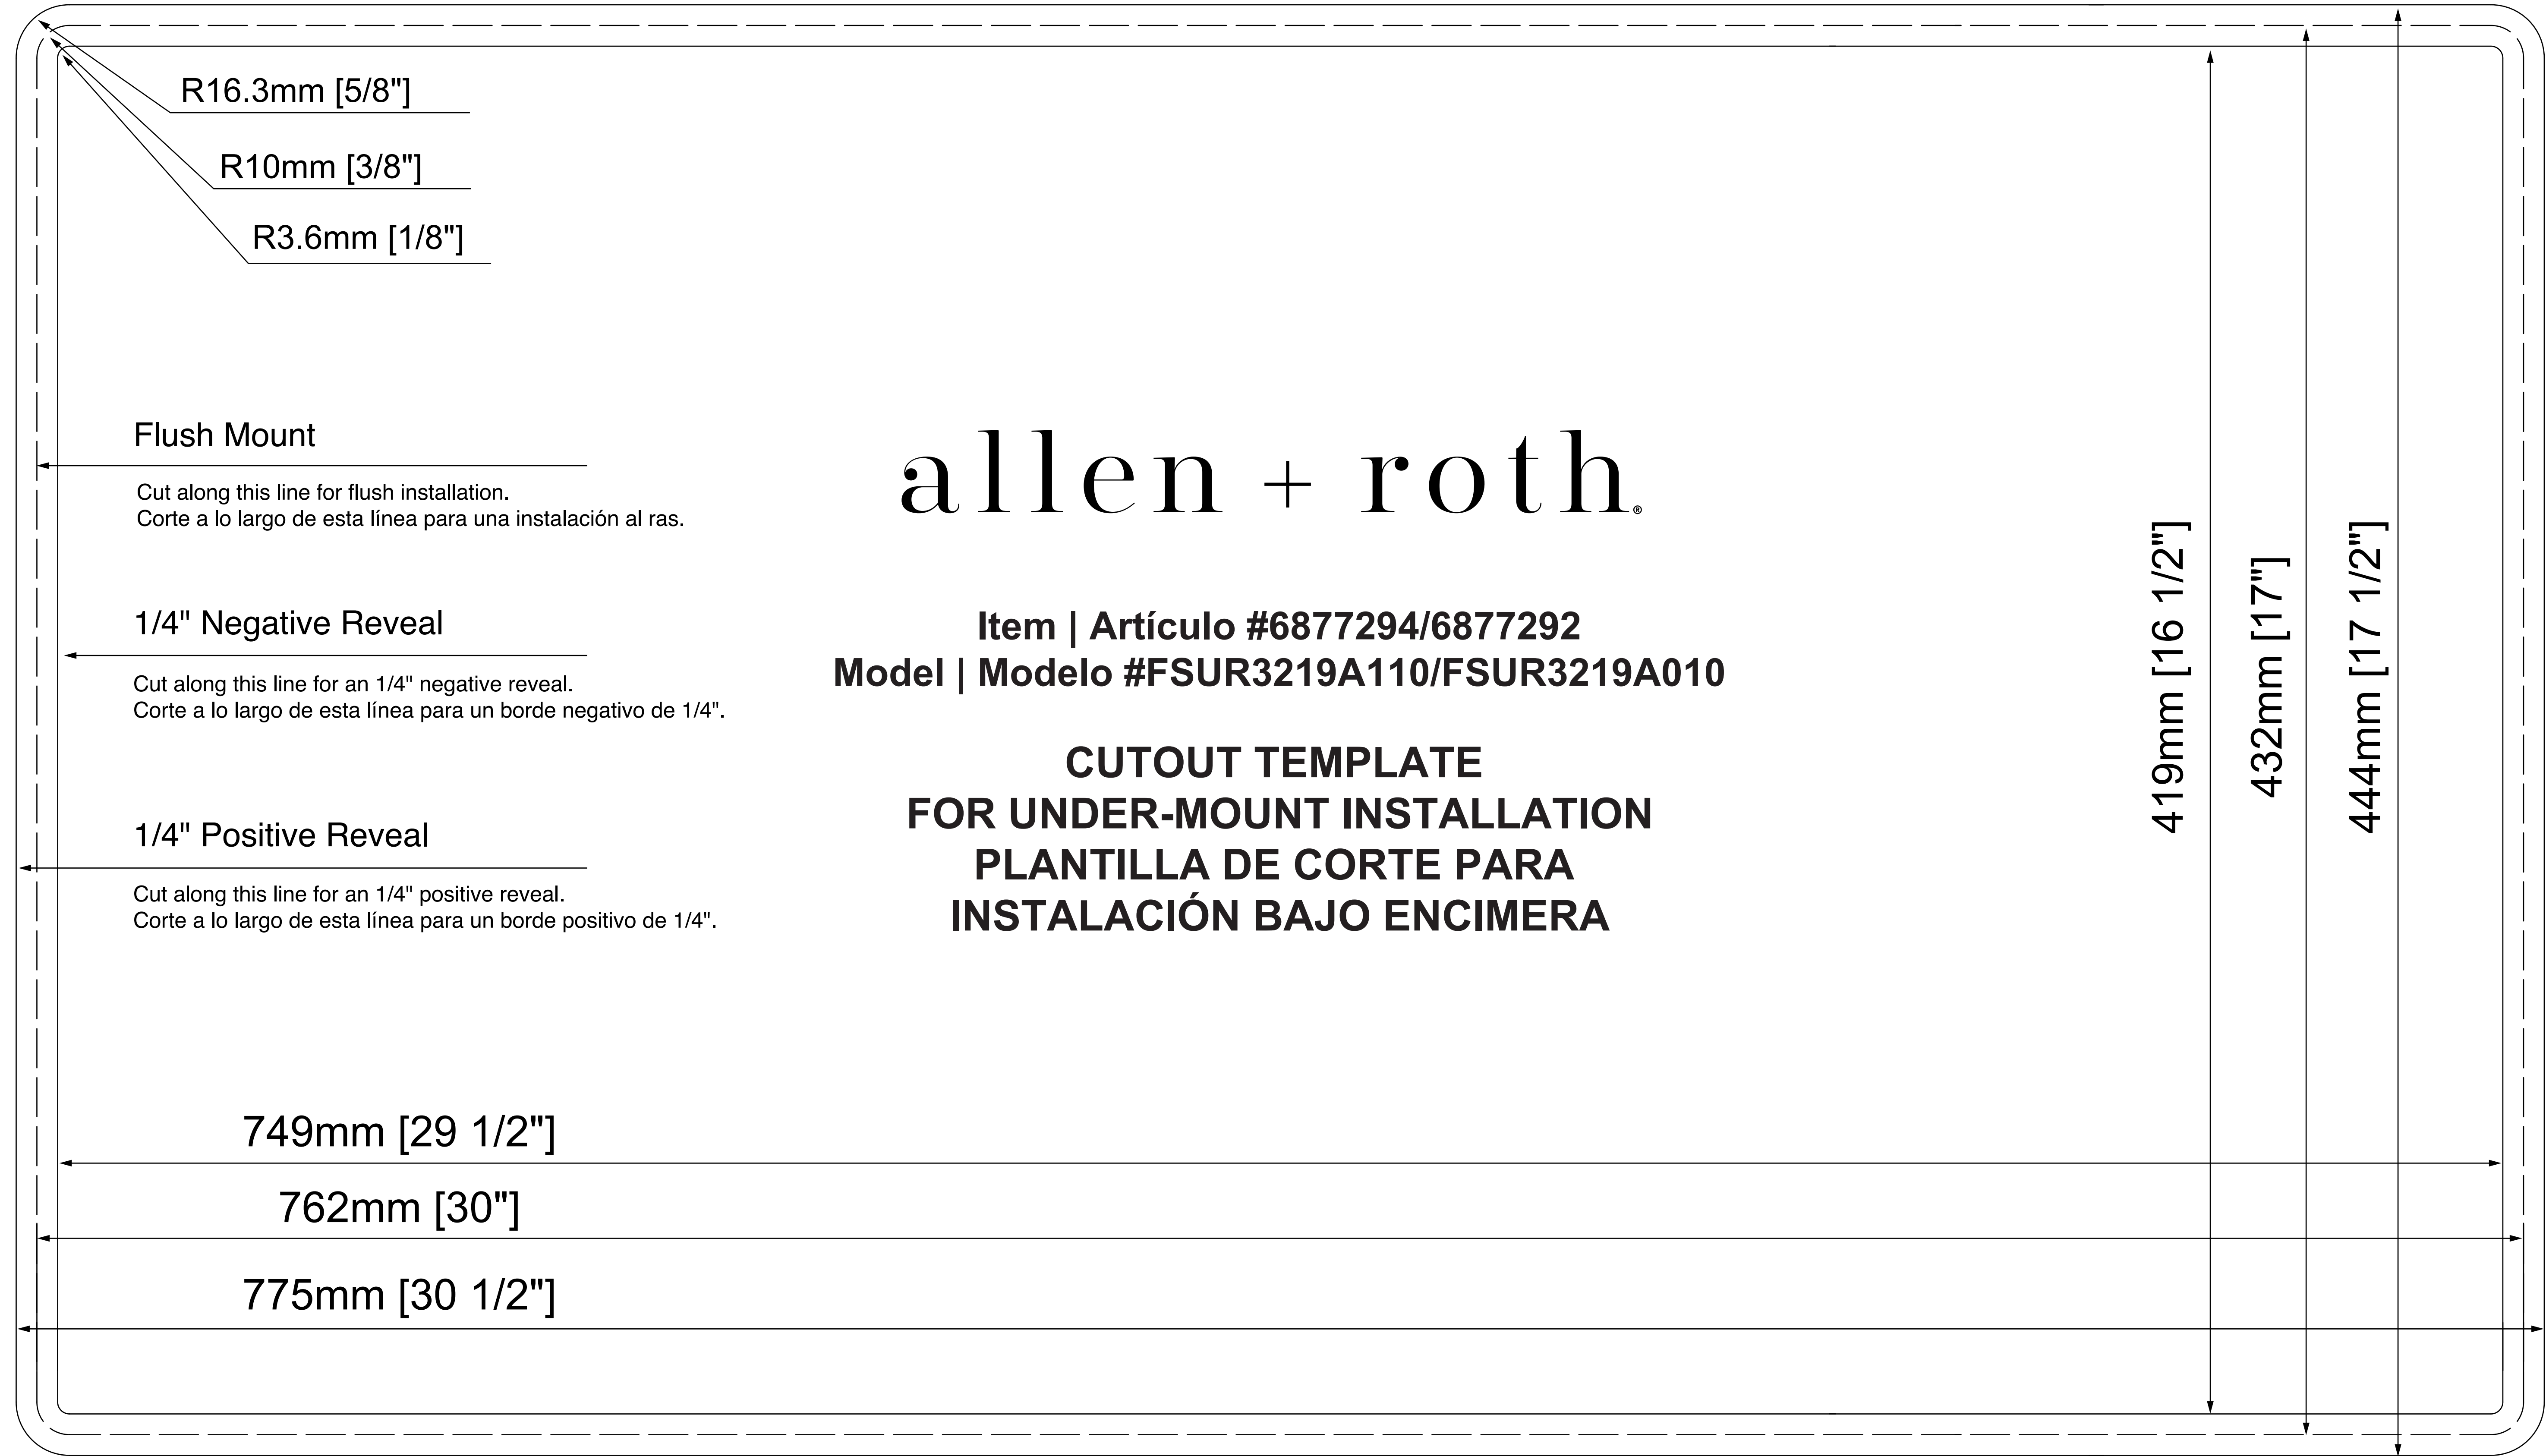 R16.3mm [5/8"]
R10mm [3/8"]
R3.6mm [1/8"]
Flush Mount
Cut along this line for flush installation.
Corte a lo largo de esta línea para una instalación al ras.
1/4" Negative Reveal
Cut along this line for an 1/4" negative reveal.
Corte a lo largo de esta línea para un borde negativo de 1/4".
1/4" Positive Reveal
Cut along this line for an 1/4" positive reveal.
Corte a lo largo de esta línea para un borde positivo de 1/4".
allen + roth®
Item | Artículo #6877294/6877292
Model | Modelo #FSUR3219A110/FSUR3219A010
CUTOUT TEMPLATE
FOR UNDER-MOUNT INSTALLATION
PLANTILLA DE CORTE PARA
INSTALACIÓN BAJO ENCIMERA
419mm [16 1/2"]
432mm [17"]
444mm [17 1/2"]
749mm [29 1/2"]
762mm [30"]
775mm [30 1/2"]